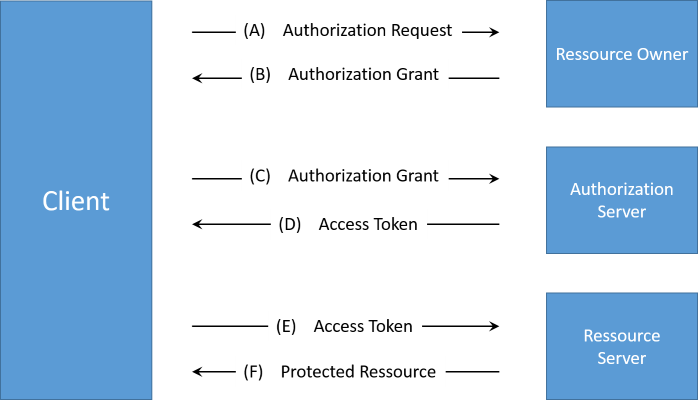 Client
(A) Authorization Request
Ressource Owner
(B) Authorization Grant
(C) Authorization Grant
Authorization
Server
(D) Access Token
(E) Access Token
Ressource
Server
(F) Protected Ressource